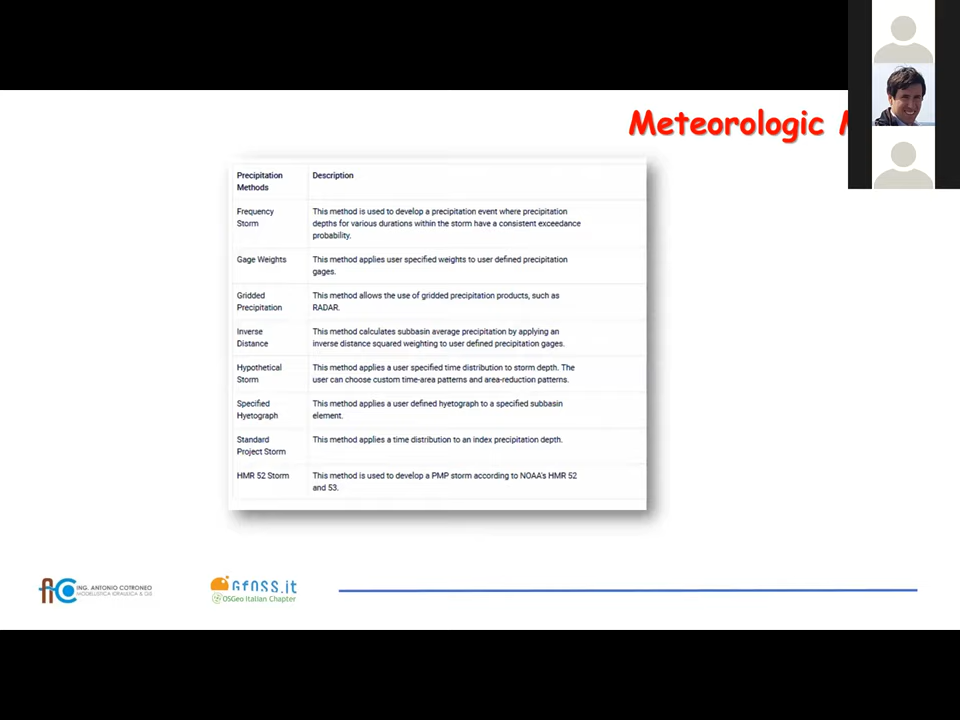 Meteorologic
Precipitation
Methods
Description
Frequency
Storm
This method is used to develop a precipitation event where precipitation
depths for various durations within the storm have a consistent exceedance
probability.
Gage Weights
This method applies user specified weights to user defined precipitation
gages.
Gridded
Precipitation
This method allows the use of gridded precipitation products, such as
RADAR.
Inverse
Distance
This method calculates subbasin average precipitation by applying an
inverse distance squared weighting to user defined precipitation gages.
Hypothetical
Storm
This method applies a user specified time distribution to storm depth. The
user can choose custom time-area patterns and area-reduction patterns.
Specified
Hyetograph
This method applies a user defined hyetograph to a specified subbasin
element.
Standard
Project Storm
This method applies a time distribution to an index precipitation depth.
HMR 52 Storm
This method is used to develop a PMP storm according to NOAA's HMR 52
and 53.
ING. ANTONIO COTRONEO
MODELLISTICA IDRAULICA & GIS
GFOSS.it
OSGeo Italian Chapter